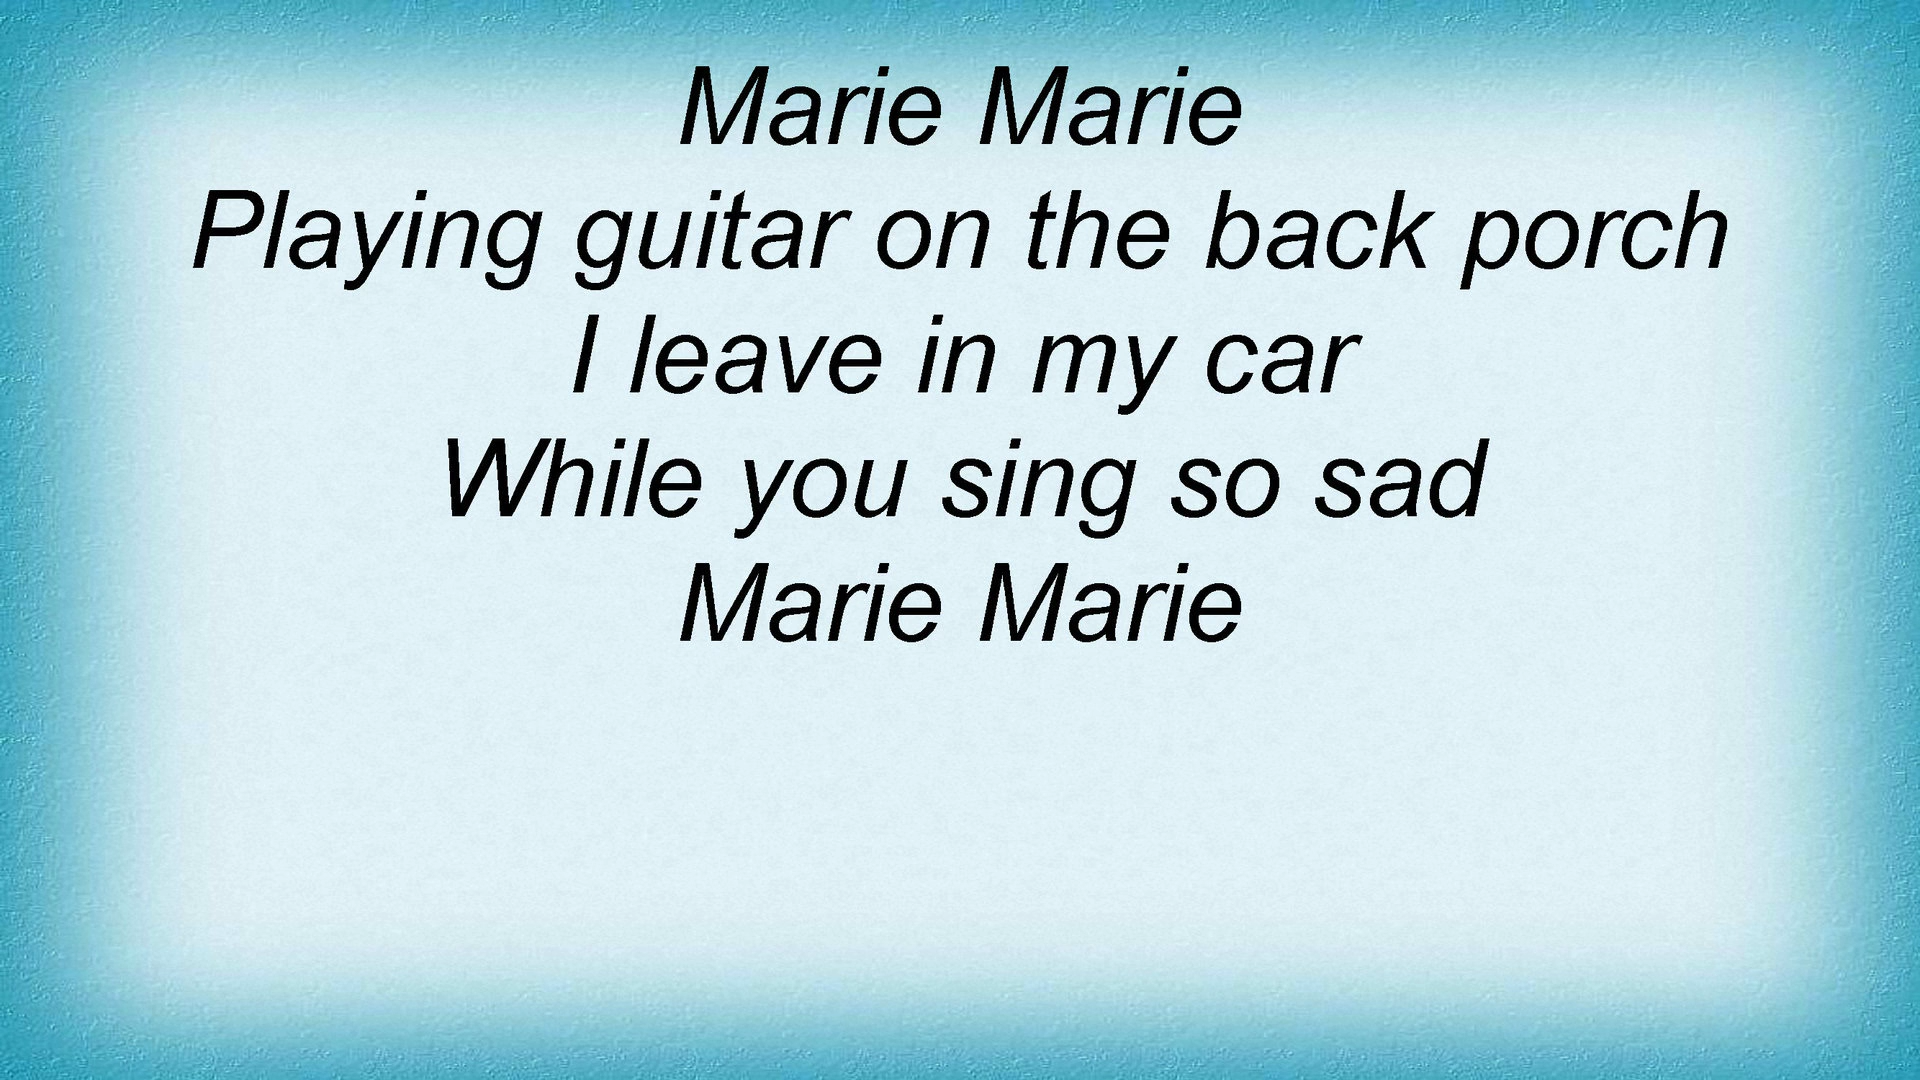 Marie Marie
Playing guitar on the back porch
I leave in my car
While you sing so sad
Marie Marie